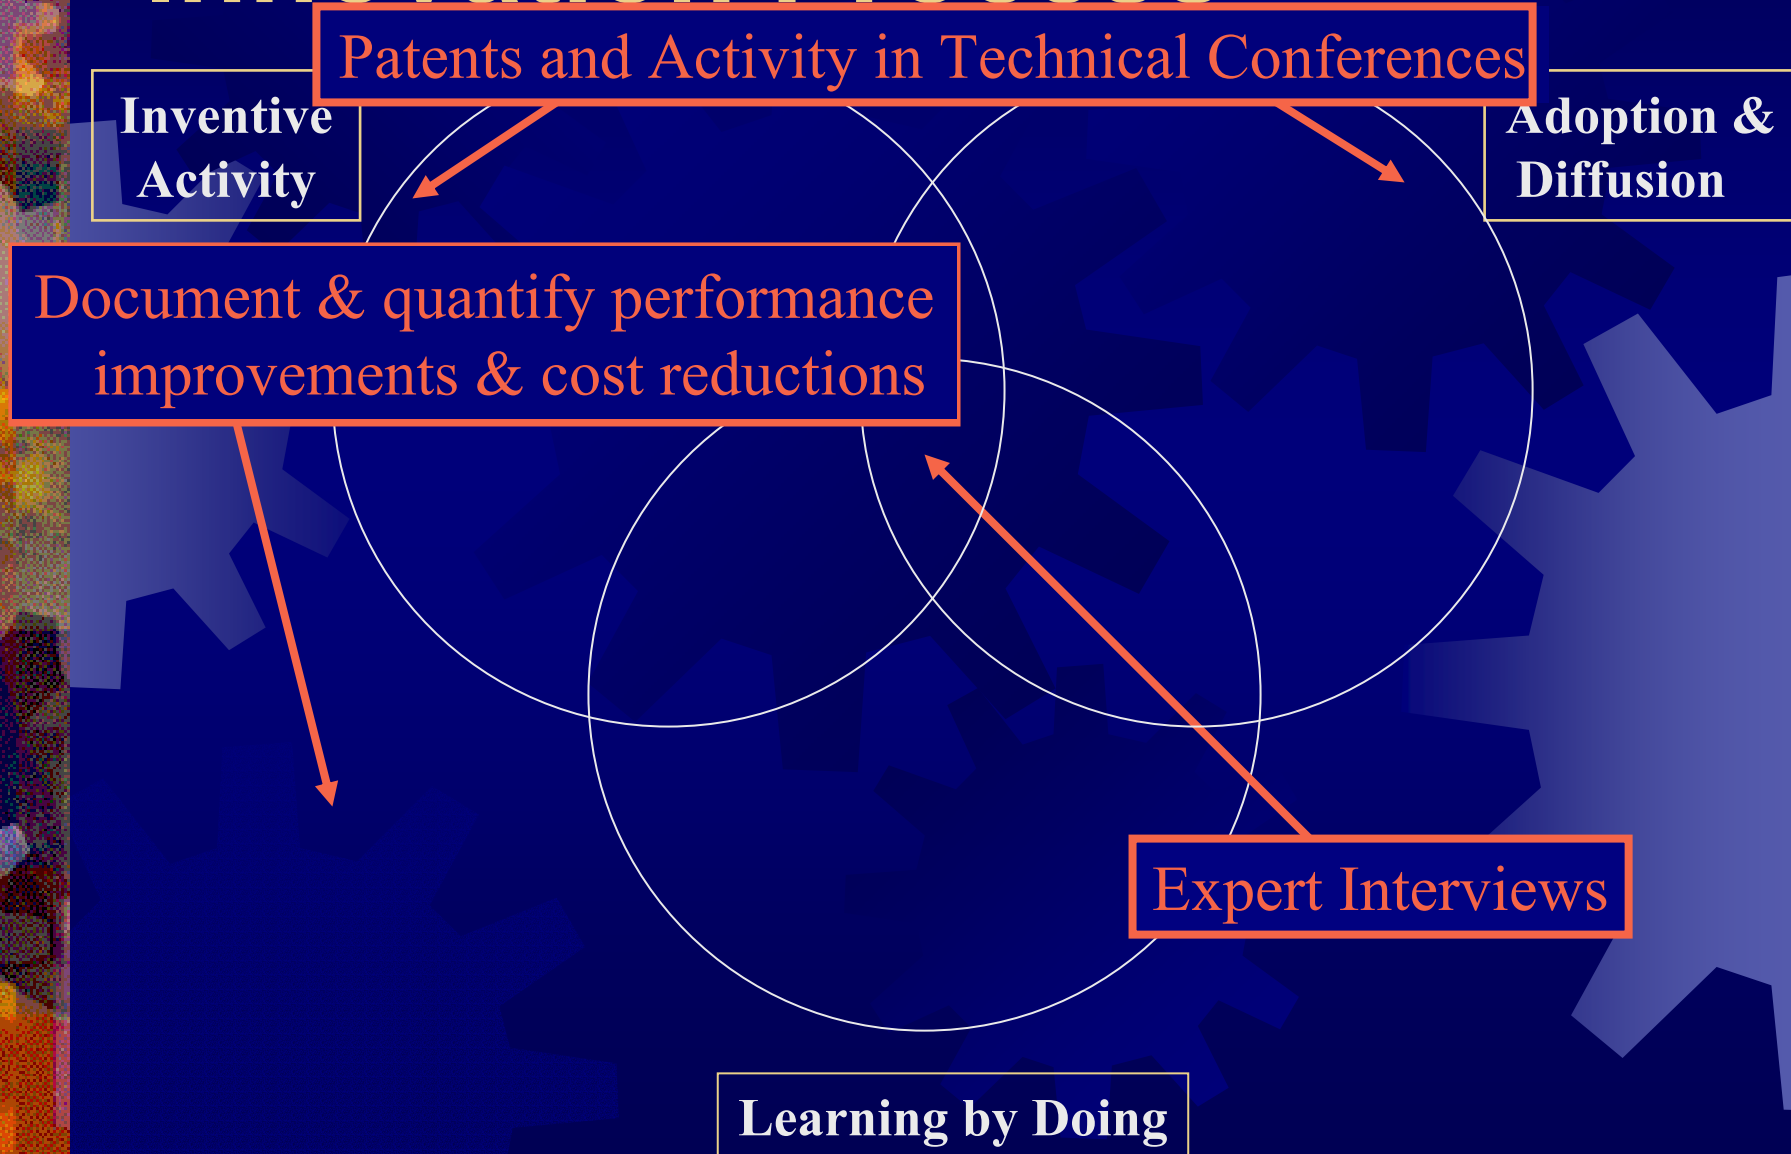 Patents and Activity in Technical Conferences
Inventive
Activity
Adoption &
Diffusion
Document & quantify performance
improvements & cost reductions
Expert Interviews
Learning by Doing